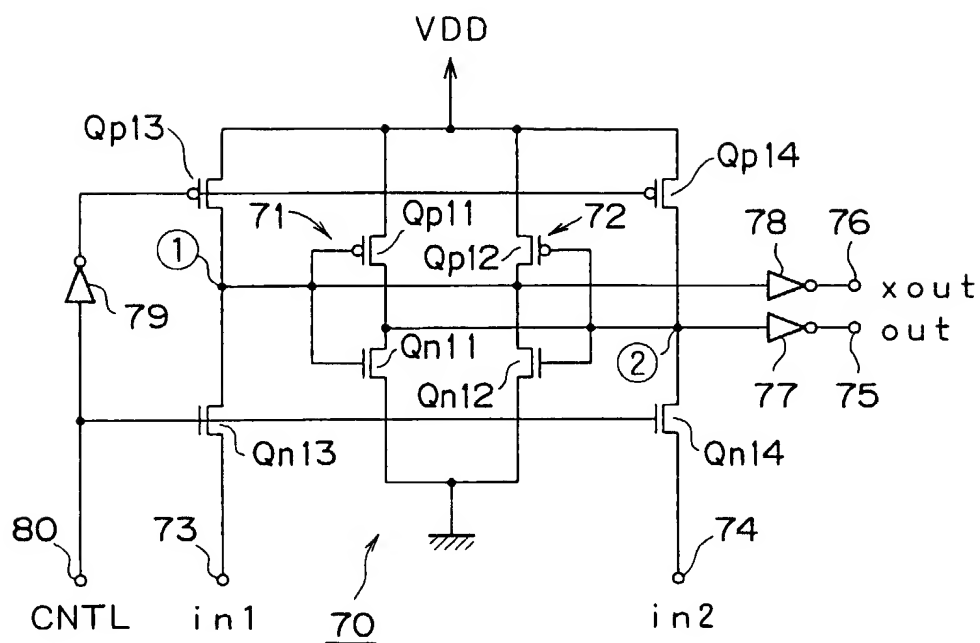 VDD
Qp13
Qp14
71
Qp11
72
Qp12
78
76
①
xout
79
out
Qn11
②
Qn12
77
75
Qn13
Qn14
80
73
74
CNTL
in1
70
in2